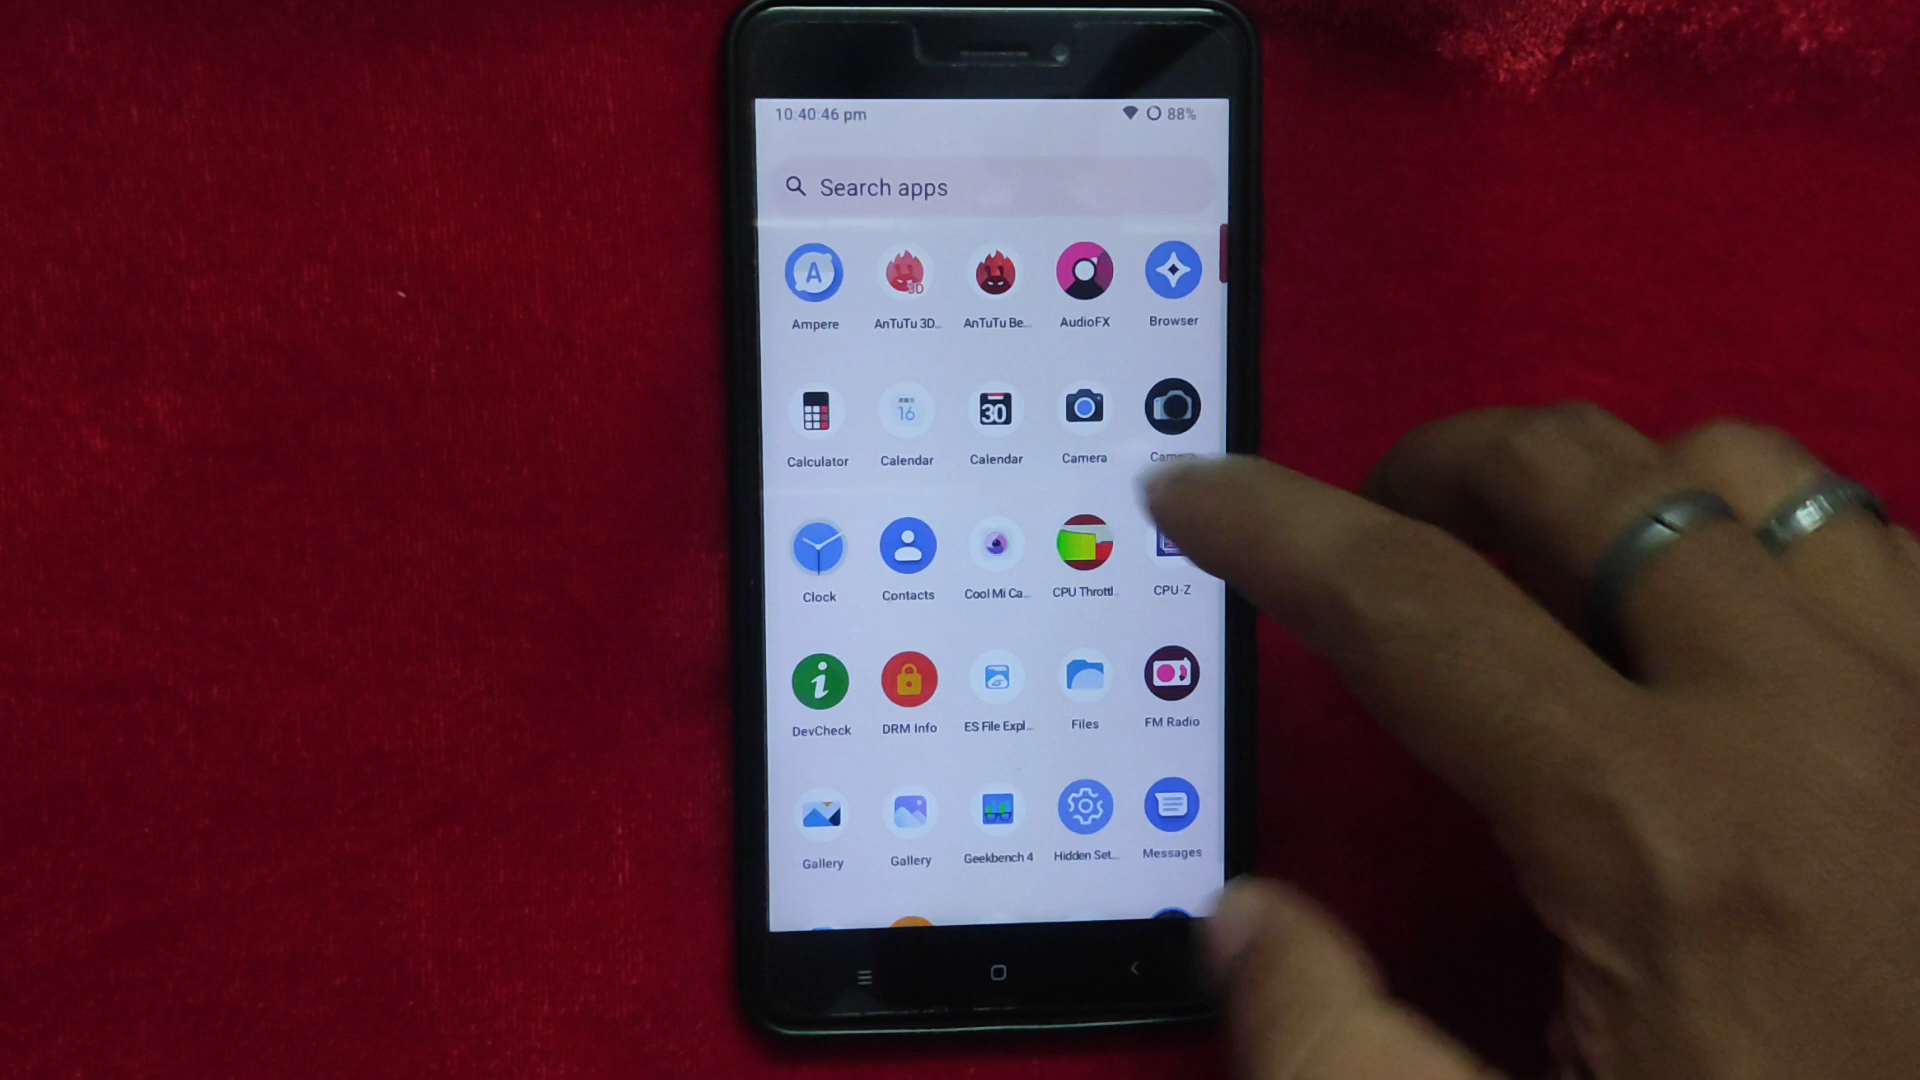 10:40:46 pm 88%
Search apps
A 3D
Ampere AnTuTu 3D... AnTuTu Be... AudioFX Browser
16 30
Calculator Calendar Calendar Camera
Clock Contacts Cool Mi Ca... CPU Throttl... CPU-Z
DevCheck DRM Info ES File Expl... Files FM Radio
Gallery Gallery Geekbench 4 Hidden Set... Messages